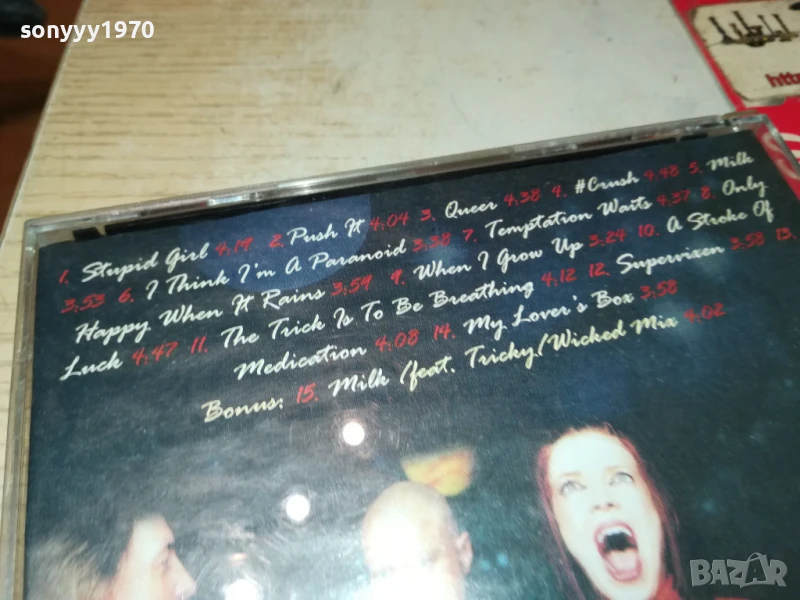 sonyyy1970
1. Stupid Girl 4:19 2. Push It 4:04 3. Queer 4:38 4. #Crush 4:48 5. Milk
3:53 6. I Think I'm A Paranoid 3:38 7. Temptation Waits 4:37 8. Only
Happy When It Rains 3:59 9. When I Grow Up 3:24 10. A Stroke Of
Luck 4:47 11. The Trick Is To Be Breathing 4:12 12. Supervixen 3:58 13.
Medication 4:08 14. My Lover's Box 3:58
Bonus: 15. Milk (feat. Tricky/Wicked Mix 4:02
BAZAR